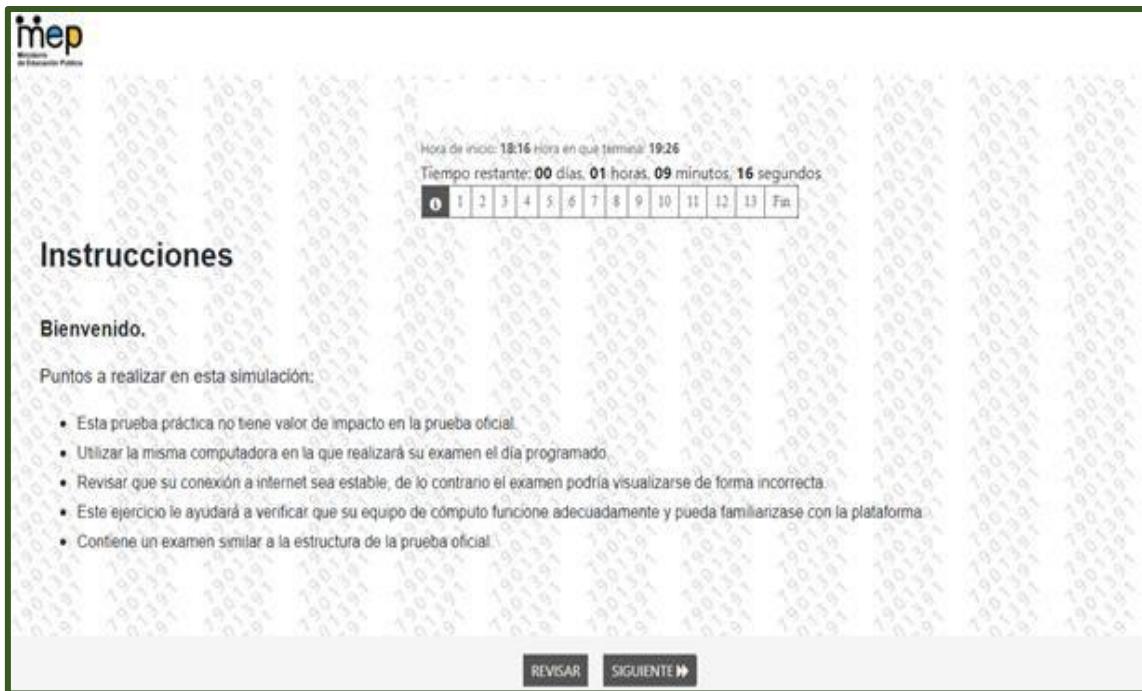 mep
Ministerio
de Educación Pública
Hora de inicio: 18:16 Hora en que termina: 19:26
Tiempo restante: 00 días, 01 horas, 09 minutos, 16 segundos
1 2 3 4 5 6 7 8 9 10 11 12 13 Fin
Instrucciones
Bienvenido.
Puntos a realizar en esta simulación:
• Esta prueba práctica no tiene valor de impacto en la prueba oficial.
• Utilizar la misma computadora en la que realizará su examen el día programado.
• Revisar que su conexión a internet sea estable, de lo contrario el examen podría visualizarse de forma incorrecta.
• Este ejercicio le ayudará a verificar que su equipo de cómputo funcione adecuadamente y pueda familiarizase con la plataforma.
• Contiene un examen similar a la estructura de la prueba oficial.
REVISAR SIGUIENTE